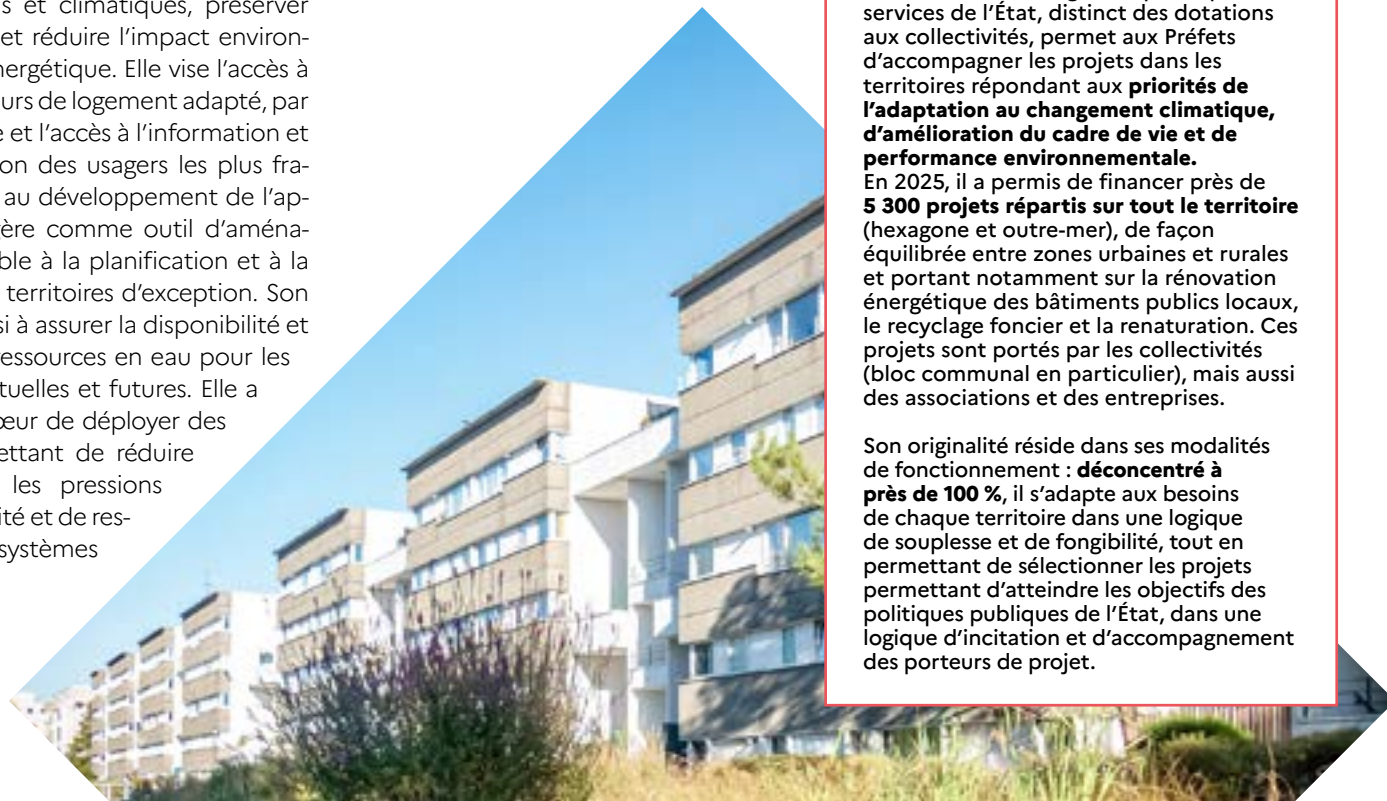 s et climatiques, préserver
et réduire l'impact environ-
nergétique. Elle vise l'accès à
urs de logement adapté, par
e et l'accès à l'information et
on des usagers les plus fra-
au développement de l'ap-
gère comme outil d'aména-
ble à la planification et à la
territoires d'exception. Son
si à assurer la disponibilité et
ressources en eau pour les
tuelles et futures. Elle a
œur de déployer des
ettant de réduire
les pressions
ité et de res-
systèmes
services de l'État, distinct des dotations
aux collectivités, permet aux Préfets
d'accompagner les projets dans les
territoires répondant aux priorités de
l'adaptation au changement climatique,
d'amélioration du cadre de vie et de
performance environnementale.
En 2025, il a permis de financer près de
5 300 projets répartis sur tout le territoire
(hexagone et outre-mer), de façon
équilibrée entre zones urbaines et rurales
et portant notamment sur la rénovation
énergétique des bâtiments publics locaux,
le recyclage foncier et la renaturation. Ces
projets sont portés par les collectivités
(bloc communal en particulier), mais aussi
des associations et des entreprises.
Son originalité réside dans ses modalités
de fonctionnement : déconcentré à
près de 100 %, il s'adapte aux besoins
de chaque territoire dans une logique
de souplesse et de fongibilité, tout en
permettant de sélectionner les projets
permettant d'atteindre les objectifs des
politiques publiques de l'État, dans une
logique d'incitation et d'accompagnement
des porteurs de projet.